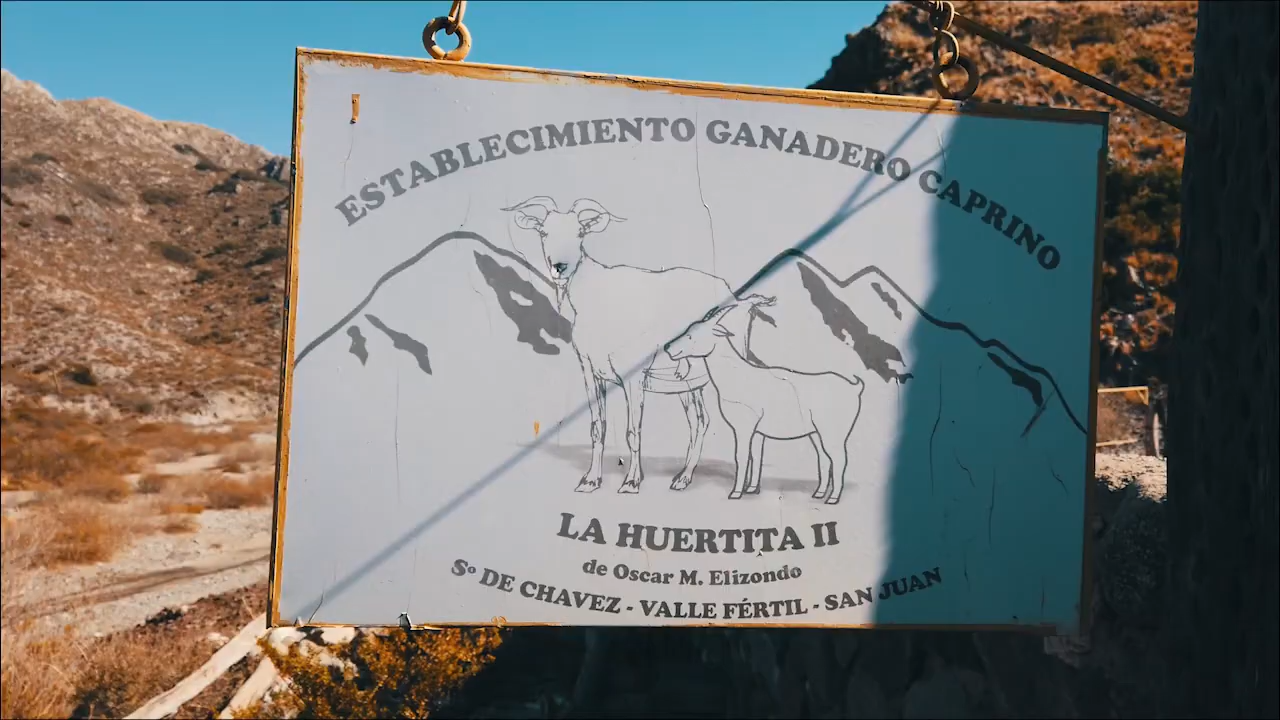 ESTABLECIMIENTO GANADERO CAPRINO
LA HUERTITA II
de Oscar M. Elizondo
Sº DE CHAVEZ - VALLE FÉRTIL - SAN JUAN